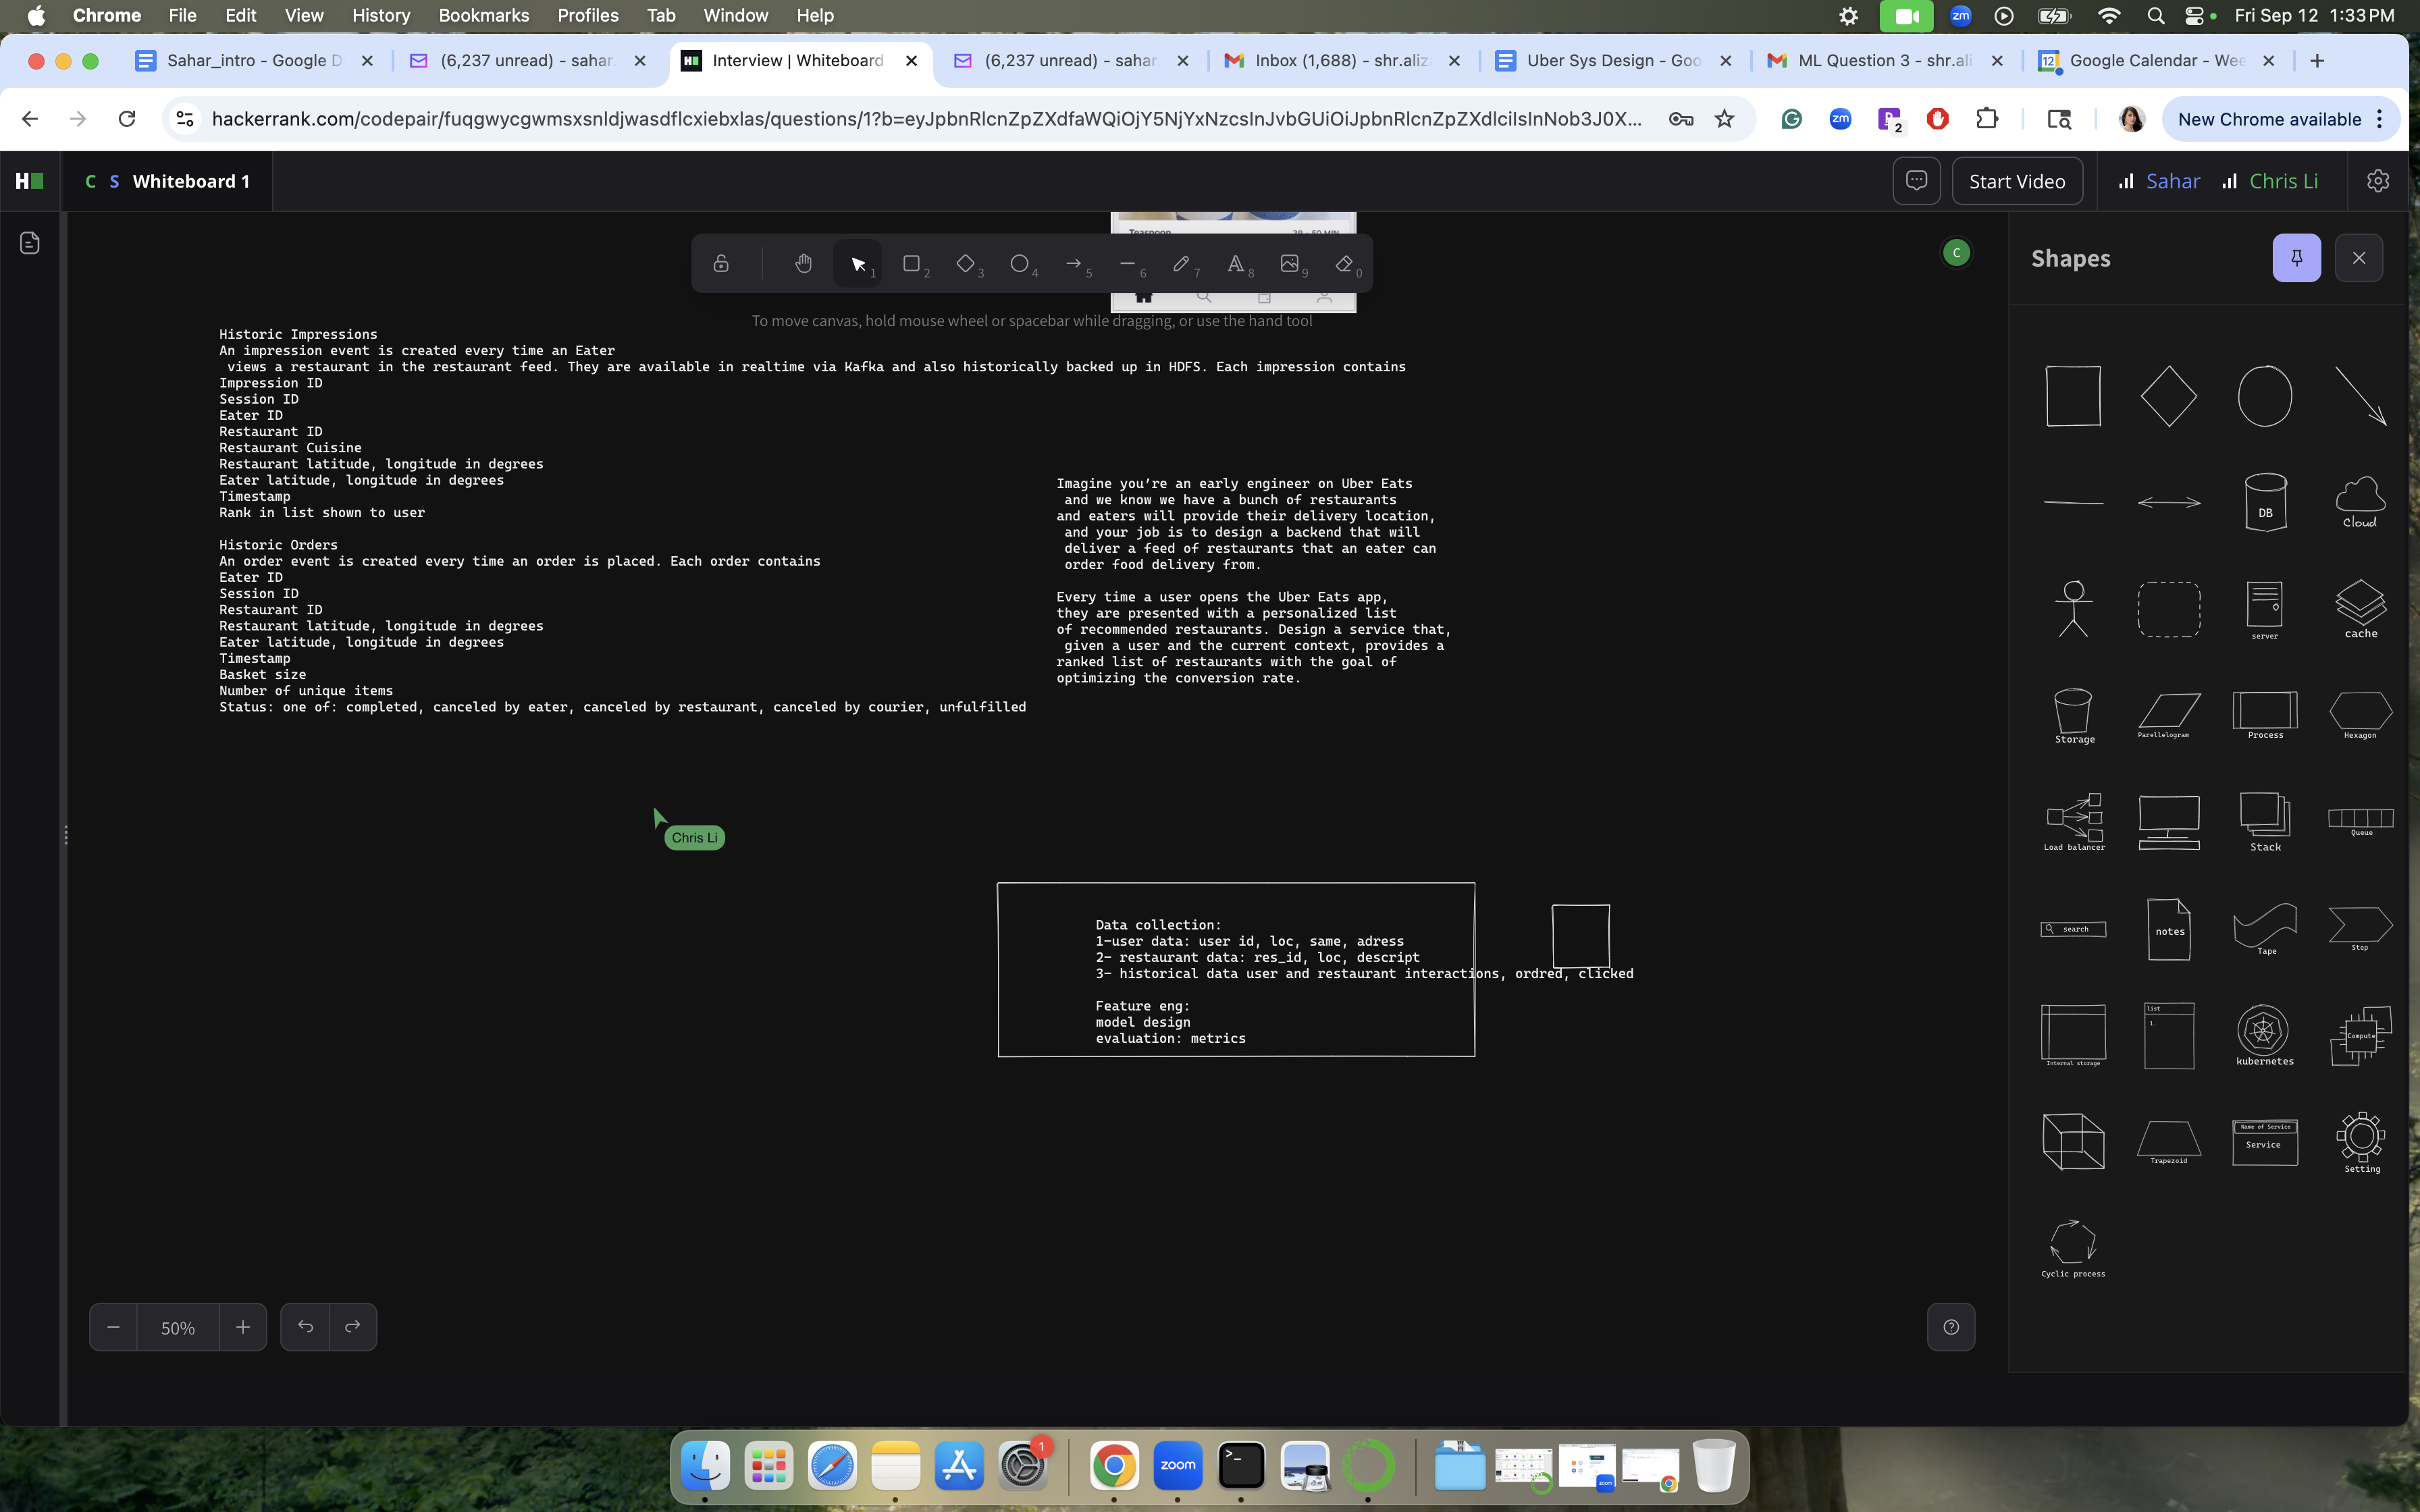 Chrome File Edit View History Bookmarks Profiles Tab Window Help
zm
Fri Sep 12 1:33 PM
Sahar_intro - Google D
(6,237 unread) - sahar.
Interview | Whiteboard
(6,237 unread) - sahar.
Inbox (1,688) - shr.aliz
Uber Sys Design - Goo
ML Question 3 - shr.ali
12
Google Calendar - Wee
2
New Chrome available
H
C S Whiteboard 1
Start Video
Sahar
Chris Li
Teaspoon
1 2 3 4 5 6 7 8 9 0
C
To move canvas, hold mouse wheel or spacebar while dragging, or use the hand tool
Historic Impressions
An impression event is created every time an Eater
views a restaurant in the restaurant feed. They are available in realtime via Kafka and also historically backed up in HDFS. Each impression contains
Impression ID
Session ID
Eater ID
Restaurant ID
Restaurant Cuisine
Restaurant latitude, longitude in degrees
Eater latitude, longitude in degrees
Timestamp
Rank in list shown to user
Historic Orders
An order event is created every time an order is placed. Each order contains
Eater ID
Session ID
Restaurant ID
Restaurant latitude, longitude in degrees
Eater latitude, longitude in degrees
Timestamp
Basket size
Number of unique items
Status: one of: completed, canceled by eater, canceled by restaurant, canceled by courier, unfulfilled
Imagine you're an early engineer on Uber Eats
and we know we have a bunch of restaurants
and eaters will provide their delivery location,
and your job is to design a backend that will
deliver a feed of restaurants that an eater can
order food delivery from.
Every time a user opens the Uber Eats app,
they are presented with a personalized list
of recommended restaurants. Design a service that,
given a user and the current context, provides a
ranked list of restaurants with the goal of
optimizing the conversion rate.
Chris Li
Data collection:
1-user data: user id, loc, same, adress
2- restaurant data: res_id, loc, descript
3- historical data user and restaurant interactions, ordred, clicked
Feature eng:
model design
evaluation: metrics
50%
Shapes
DB
Cloud
server
cache
Storage
Parellelogram
Process
Hexagon
Load balancer
Stack
Queue
search
notes
Tape
Step
Internal storage
list
1.
kubernetes
Compute
Trapezoid
Name of Service
Service
Setting
Cyclic process
1
zoom
zoom